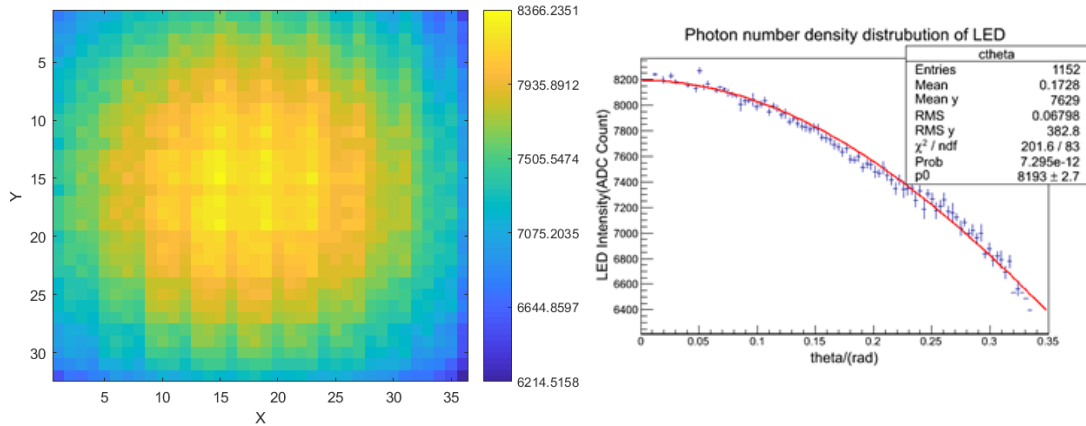 5
10
15
20
25
30
Y
5 10 15 20 25 30 35
X
8366.2351
7935.8912
7505.5474
7075.2035
6644.8597
6214.5158
Photon number density distrubution of LED
ctheta
Entries 1152
Mean 0.1728
Mean y 7629
RMS 0.06798
RMS y 382.8
χ² / ndf 201.6 / 83
Prob 7.295e-12
p0 8193 ± 2.7
LED Intensity(ADC Count)
8200
8000
7800
7600
7400
7200
7000
6800
6600
6400
0 0.05 0.1 0.15 0.2 0.25 0.3 0.35
theta/(rad)